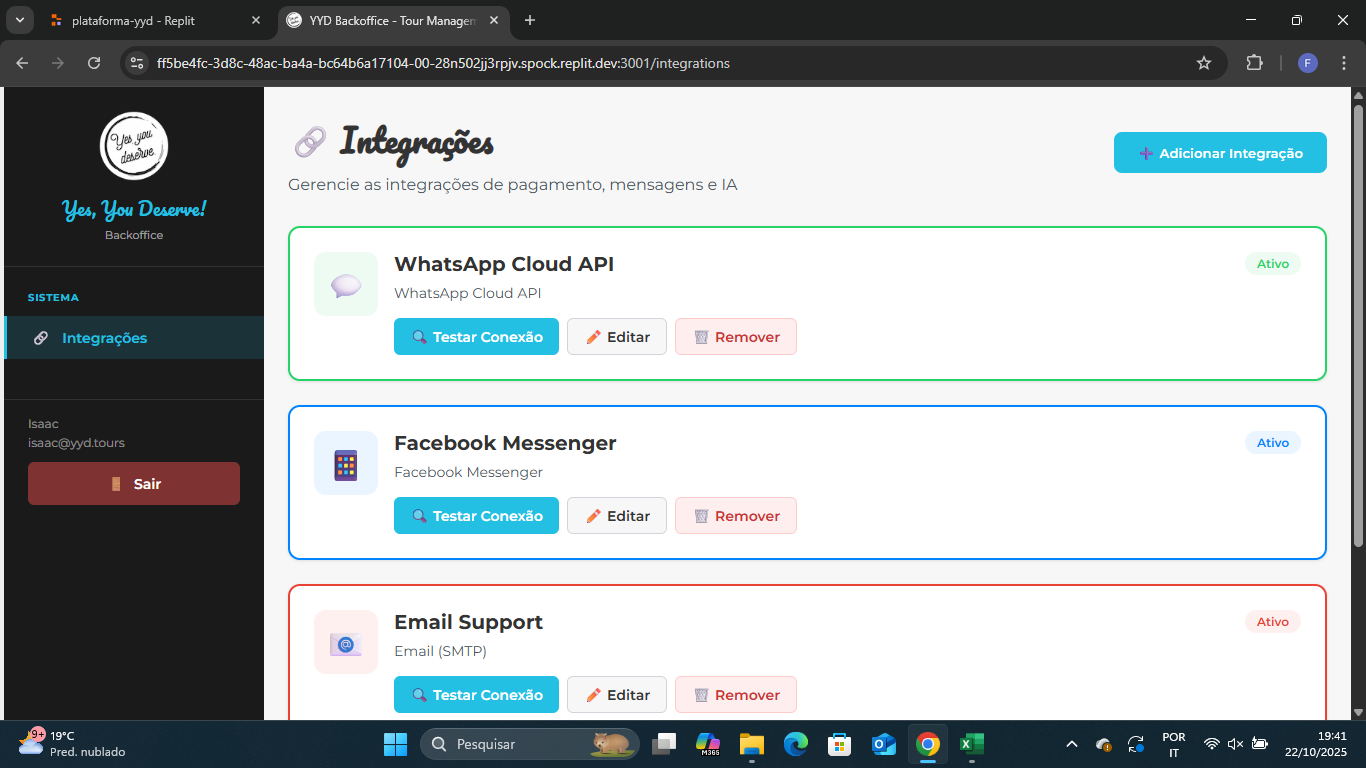 plataforma-yyd - Replit
YYD Backoffice - Tour Managem
ff5be4fc-3d8c-48ac-ba4a-bc64b6a17104-00-28n502jj3rpjv.spock.replit.dev:3001/integrations
F
Yes you
deserve.
Yes, You Deserve!
Backoffice
SISTEMA
Integrações
Isaac
isaac@yyd.tours
Sair
Integrações
Gerencie as integrações de pagamento, mensagens e IA
Adicionar Integração
WhatsApp Cloud API
Ativo
WhatsApp Cloud API
Testar Conexão
Editar
Remover
Facebook Messenger
Ativo
Facebook Messenger
Testar Conexão
Editar
Remover
Email Support
Ativo
Email (SMTP)
Testar Conexão
Editar
Remover
9+
19°C
Pred. nublado
Pesquisar
M365
POR
IT
19:41
22/10/2025